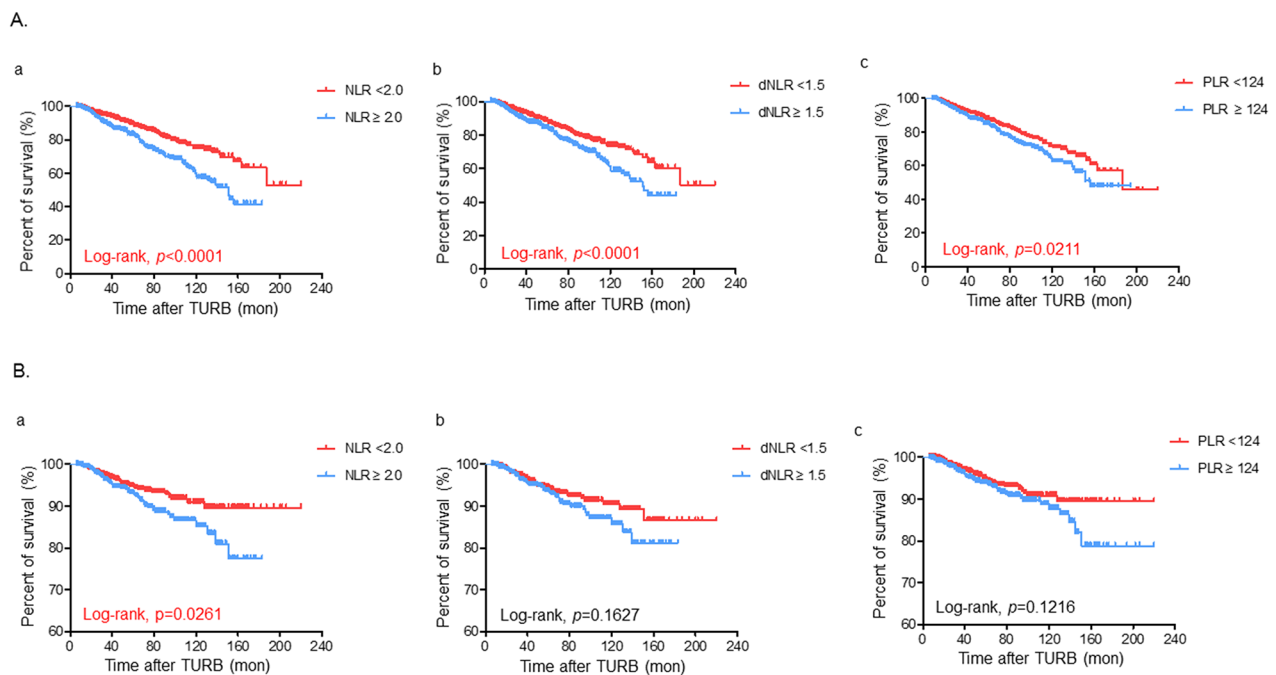 A.
a
NLR <2.0
NLR ≥ 2.0
Percent of survival (%)
100
80
60
40
20
0
Log-rank, p<0.0001
0 40 80 120 160 200 240
Time after TURB (mon)
b
dNLR <1.5
dNLR ≥ 1.5
Percent of survival (%)
100
80
60
40
20
0
Log-rank, p<0.0001
0 40 80 120 160 200 240
Time after TURB (mon)
c
PLR <124
PLR ≥ 124
Percent of survival (%)
100
80
60
40
20
0
Log-rank, p=0.0211
0 40 80 120 160 200 240
Time after TURB (mon)
B.
a
NLR <2.0
NLR ≥ 2.0
Percent of survival (%)
100
90
80
70
60
Log-rank, p=0.0261
0 40 80 120 160 200 240
Time after TURB (mon)
b
dNLR <1.5
dNLR ≥ 1.5
Percent of survival (%)
100
90
80
70
60
Log-rank, p=0.1627
0 40 80 120 160 200 240
Time after TURB (mon)
c
PLR <124
PLR ≥ 124
Percent of survival (%)
100
90
80
70
60
Log-rank, p=0.1216
0 40 80 120 160 200 240
Time after TURB (mon)